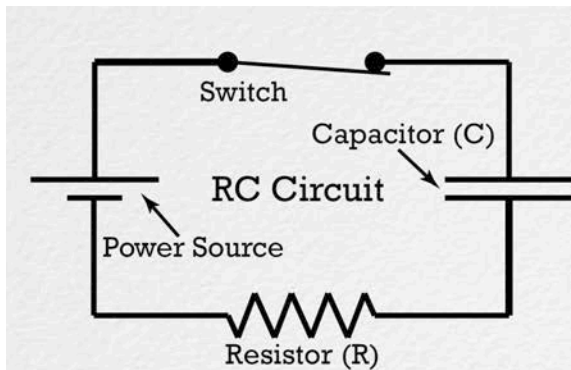 Switch
Capacitor (C)
RC Circuit
Power Source
Resistor (R)